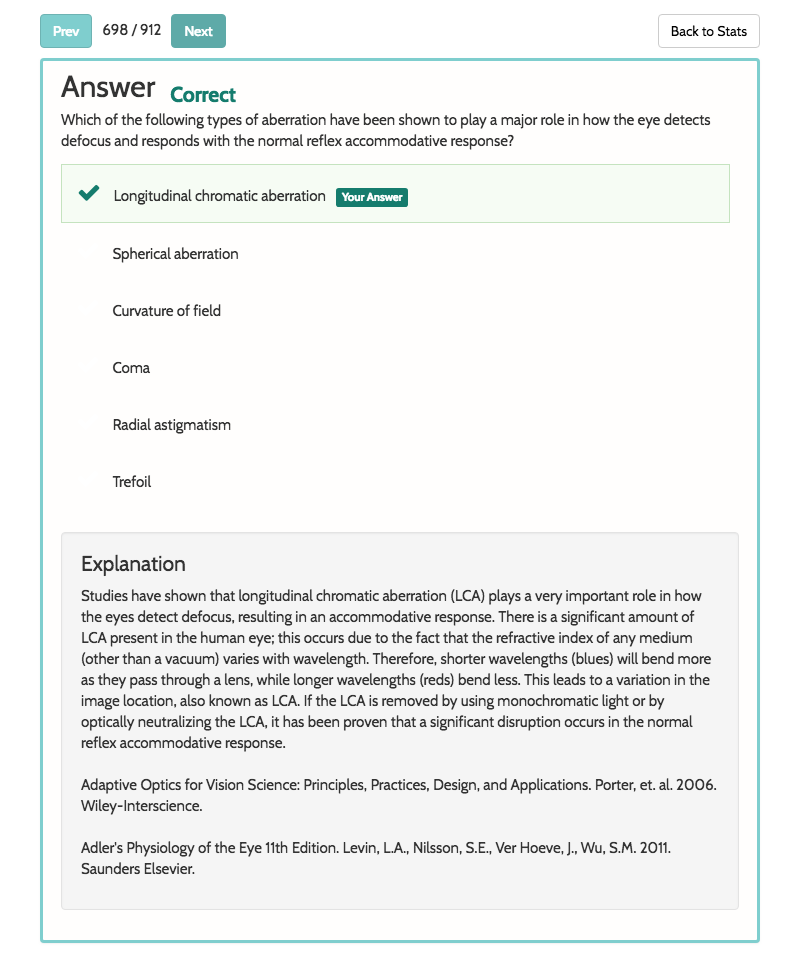 Prev 698 / 912 Next Back to Stats
Answer Correct
Which of the following types of aberration have been shown to play a major role in how the eye detects
defocus and responds with the normal reflex accommodative response?
Longitudinal chromatic aberration Your Answer
Spherical aberration
Curvature of field
Coma
Radial astigmatism
Trefoil
Explanation
Studies have shown that longitudinal chromatic aberration (LCA) plays a very important role in how
the eyes detect defocus, resulting in an accommodative response. There is a significant amount of
LCA present in the human eye; this occurs due to the fact that the refractive index of any medium
(other than a vacuum) varies with wavelength. Therefore, shorter wavelengths (blues) will bend more
as they pass through a lens, while longer wavelengths (reds) bend less. This leads to a variation in the
image location, also known as LCA. If the LCA is removed by using monochromatic light or by
optically neutralizing the LCA, it has been proven that a significant disruption occurs in the normal
reflex accommodative response.
Adaptive Optics for Vision Science: Principles, Practices, Design, and Applications. Porter, et. al. 2006.
Wiley-Interscience.
Adler's Physiology of the Eye 11th Edition. Levin, L.A., Nilsson, S.E., Ver Hoeve, J., Wu, S.M. 2011.
Saunders Elsevier.